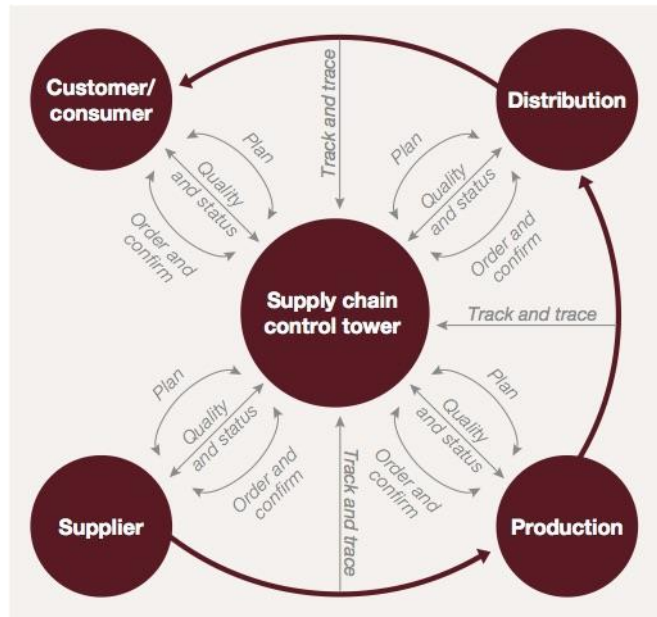 Customer/
consumer
Distribution
Track and trace
Plan
Quality
and status
Order and
confirm
Plan
Quality
and status
Order and
confirm
Supply chain
control tower
Track and trace
Plan
Quality
and status
Order and
confirm
Plan
Quality
and status
Order and
confirm
Track and trace
Supplier
Production